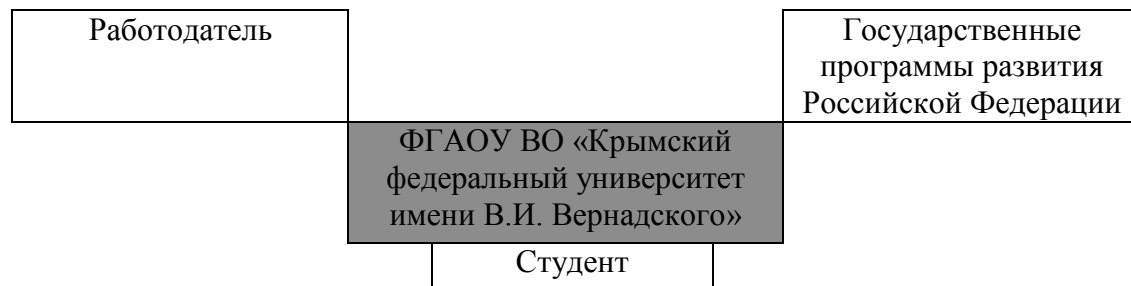 Работодатель
Государственные
программы развития
Российской Федерации
ФГАОУ ВО «Крымский
федеральный университет
имени В.И. Вернадского»
Студент